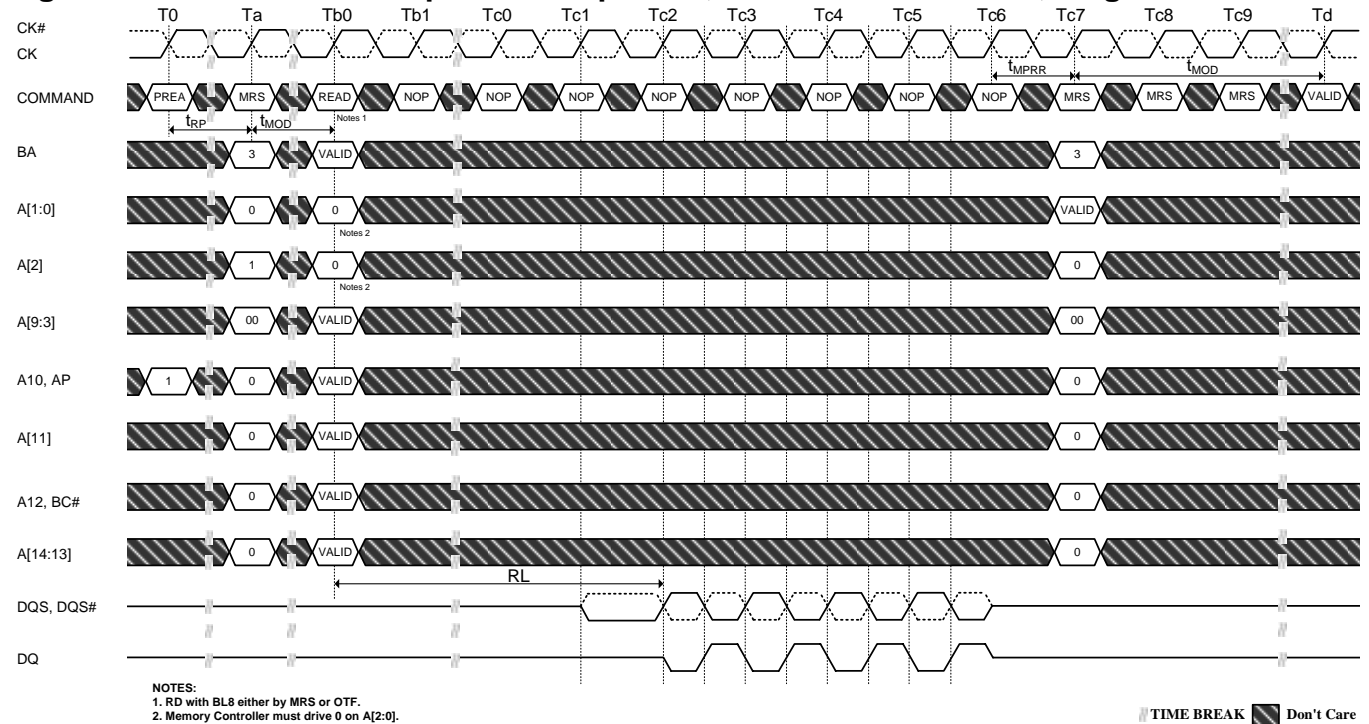 T0 Ta Tb0 Tb1 Tc0 Tc1 Tc2 Tc3 Tc4 Tc5 Tc6 Tc7 Tc8 Tc9 Td
CK#
CK
tMPRR tMOD
COMMAND PREA MRS READ NOP NOP NOP NOP NOP NOP NOP NOP MRS MRS MRS VALID
tRP tMOD Notes 1
BA 3 VALID 3
A[1:0] 0 0 VALID
Notes 2
A[2] 1 0 0
Notes 2
A[9:3] 00 VALID 00
A10, AP 1 0 VALID 0
A[11] 0 VALID 0
A12, BC# 0 VALID 0
A[14:13] 0 VALID 0
RL
DQS, DQS#
DQ
NOTES:
1. RD with BL8 either by MRS or OTF.
2. Memory Controller must drive 0 on A[2:0].
TIME BREAK Don't Care